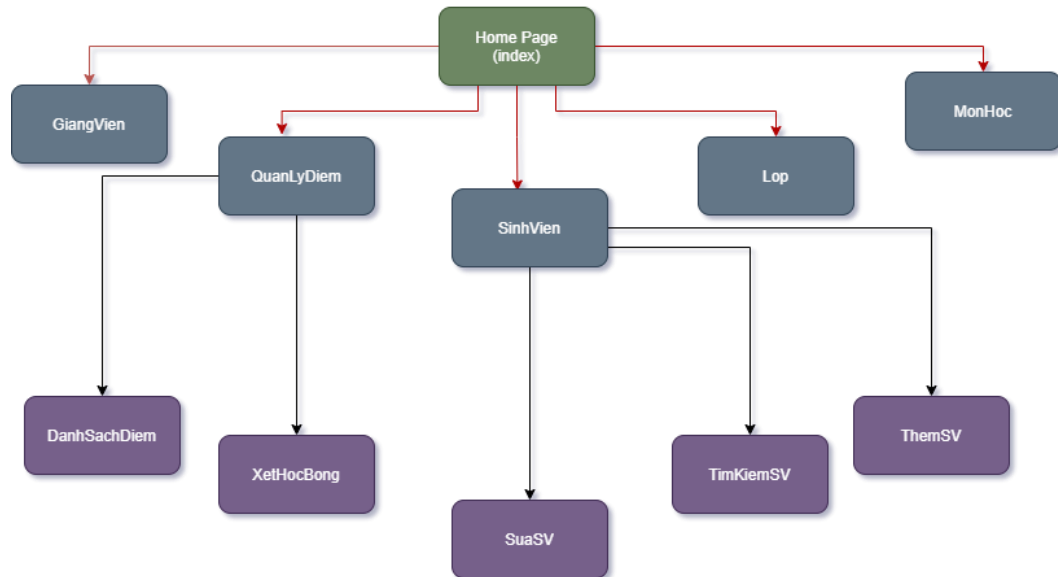 Home Page
(index)
GiangVien
MonHoc
QuanLyDiem
Lop
SinhVien
DanhSachDiem
ThemSV
XetHocBong
TimKiemSV
SuaSV